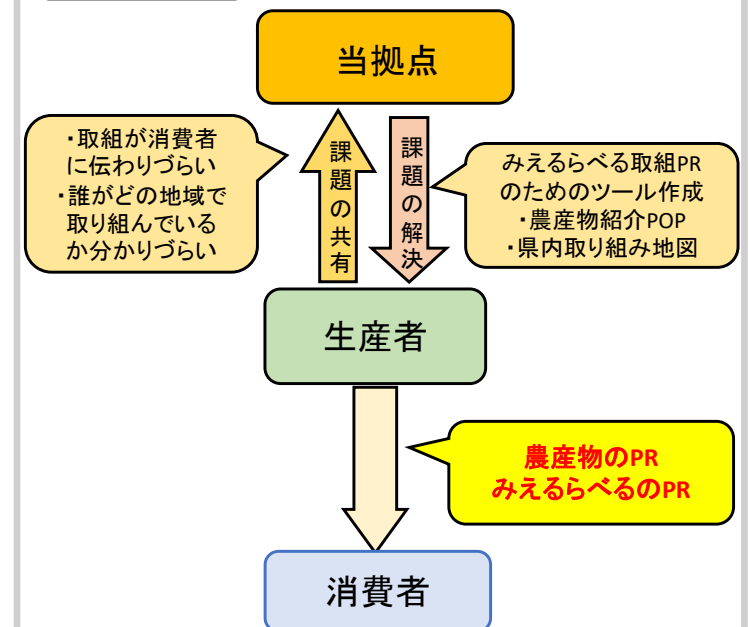 当拠点
・取組が消費者
に伝わりづらい
・誰がどの地域で
取り組んでいる
か分かりづらい
課題の共有
課題の解決
みえるらべる取組PR
のためのツール作成
・農産物紹介POP
・県内取り組み地図
生産者
農産物のPR
みえるらべるのPR
消費者